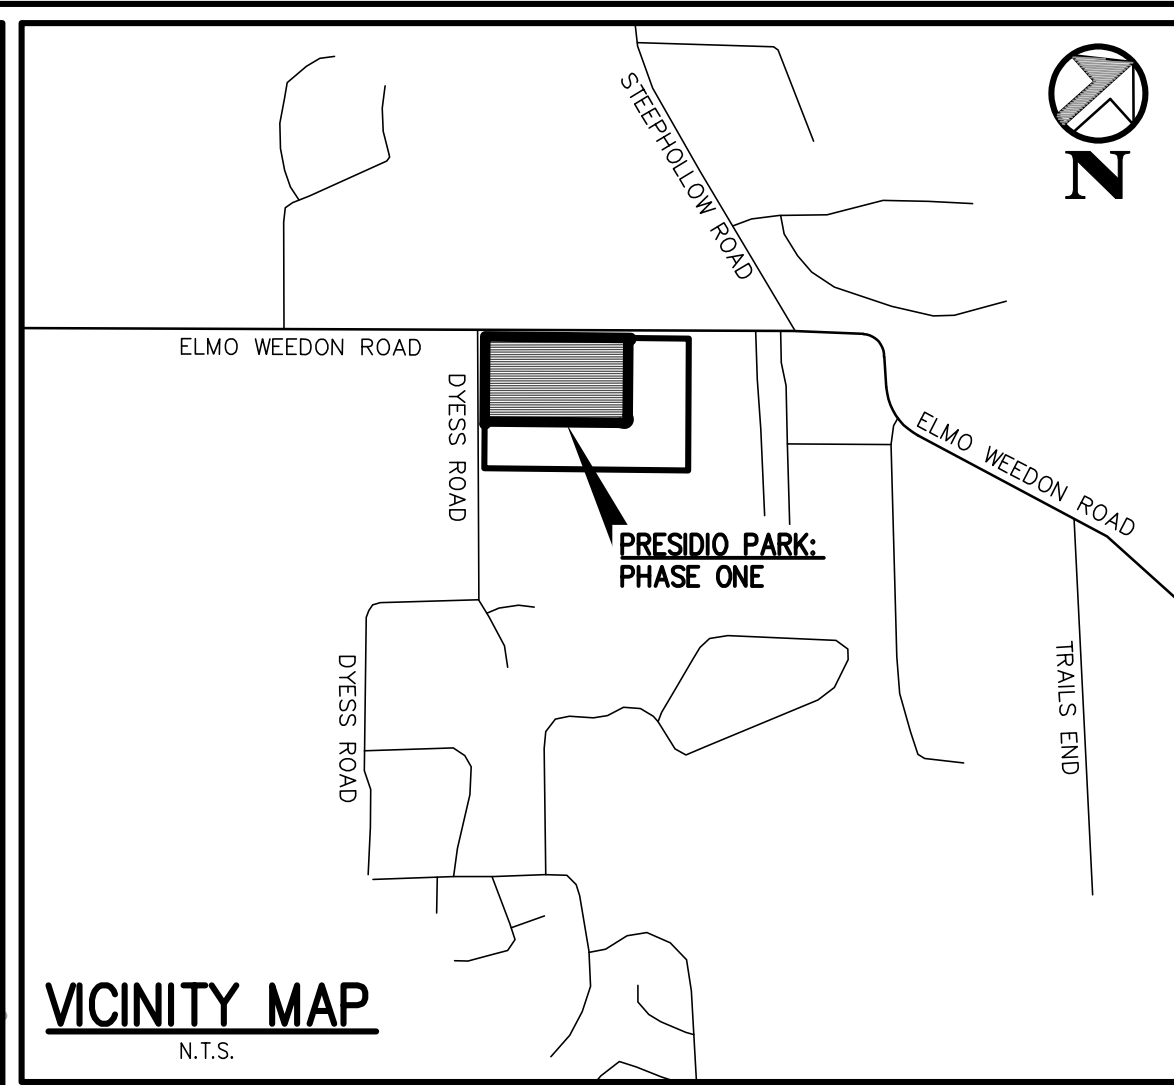 STEEPHOLLOW ROAD
N
ELMO WEEDON ROAD
DYESS ROAD
ELMO WEEDON ROAD
PRESIDIO PARK:
PHASE ONE
DYESS ROAD
TRAILS END
VICINITY MAP
N.T.S.